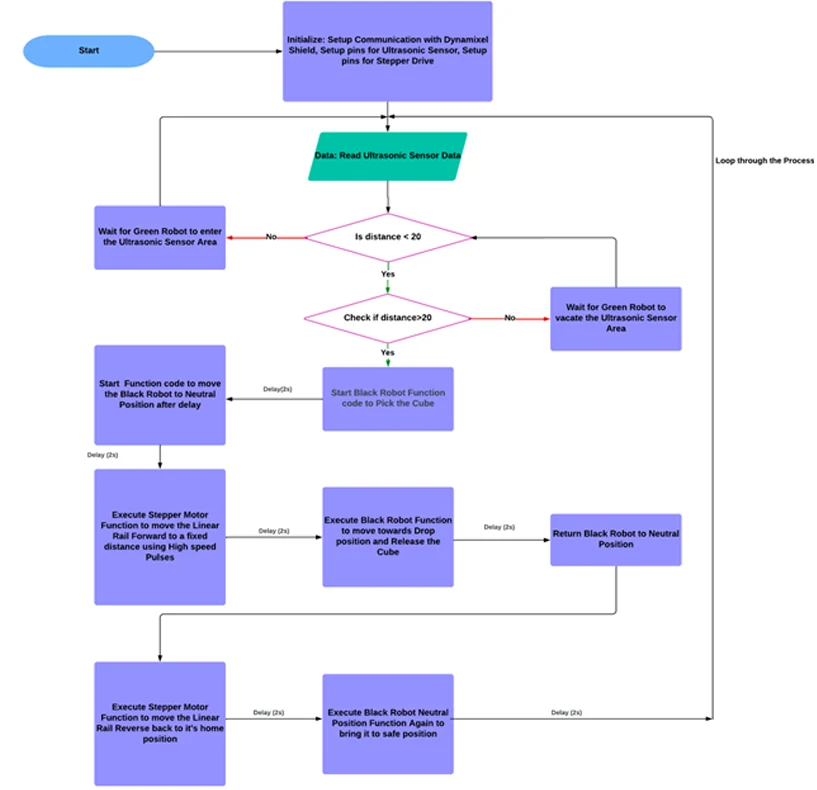 Start
Initialize: Setup Communication with Dynamixel
Shield, Setup pins for Ultrasonic Sensor, Setup
pins for Stepper Drive
Data: Read Ultrasonic Sensor Data
Loop through the Process
Wait for Green Robot to enter
the Ultrasonic Sensor Area
No
Is distance < 20
Yes
Check if distance>20
No
Wait for Green Robot to
vacate the Ultrasonic Sensor
Area
Yes
Start Black Robot Function
code to Pick the Cube
Delay(2s)
Start  Function code to move
the Black Robot to Neutral
Position after delay
Delay (2s)
Execute Stepper Motor
Function to move the Linear
Rail Forward to a fixed
distance using High speed
Pulses
Delay (2s)
Execute Black Robot Function
to move towards Drop
position and Release the
Cube
Delay (2s)
Return Black Robot to Neutral
Position
Execute Stepper Motor
Function to move the Linear
Rail Reverse back to it's home
position
Delay (2s)
Execute Black Robot Neutral
Position Function Again to
bring it to safe position
Delay (2s)